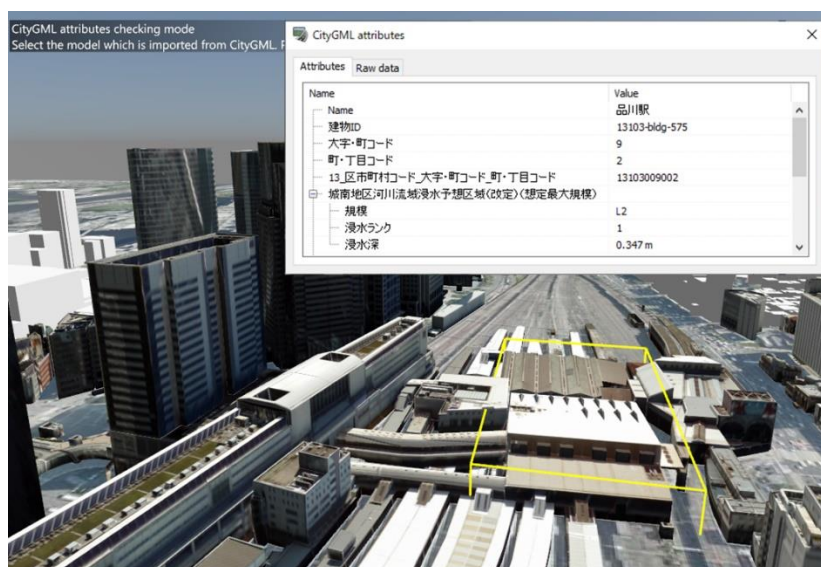 CityGML attributes checking mode
Select the model which is imported from CityGML.
CityGML attributes
Attributes Raw data
Name Value
Name 品川駅
建物ID 13103-bldg-575
大字・町コード 9
町・丁目コード 2
13_区市町村コード_大字・町コード_町・丁目コード 13103009002
城南地区河川流域浸水予想区域(改定)(想定最大規模)
規模 L2
浸水ランク 1
浸水深 0.347 m